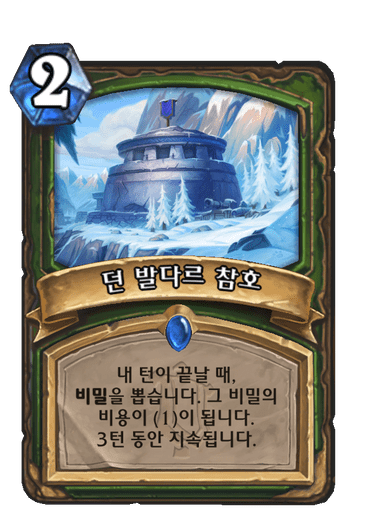 2
던 발다르 참호
내 턴이 끝날 때,
비밀을 뽑습니다. 그 비밀의
비용이 (1)이 됩니다.
3턴 동안 지속됩니다.